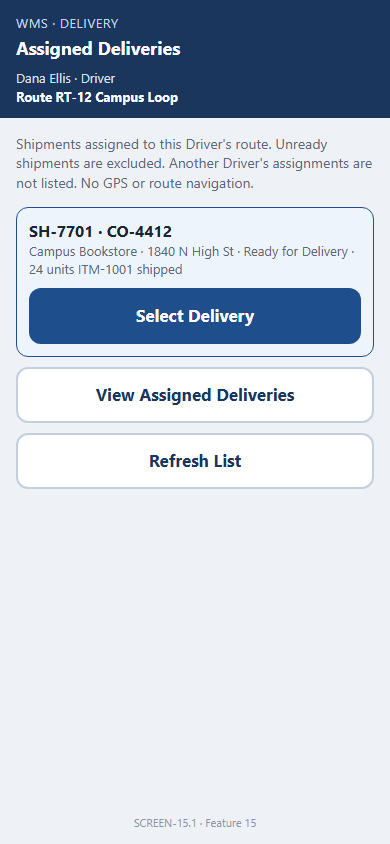 WMS · DELIVERY
Assigned Deliveries
Dana Ellis · Driver
Route RT-12 Campus Loop
Shipments assigned to this Driver's route. Unready
shipments are excluded. Another Driver's assignments are
not listed. No GPS or route navigation.
SH-7701 · CO-4412
Campus Bookstore · 1840 N High St · Ready for Delivery ·
24 units ITM-1001 shipped
Select Delivery
View Assigned Deliveries
Refresh List
SCREEN-15.1 · Feature 15